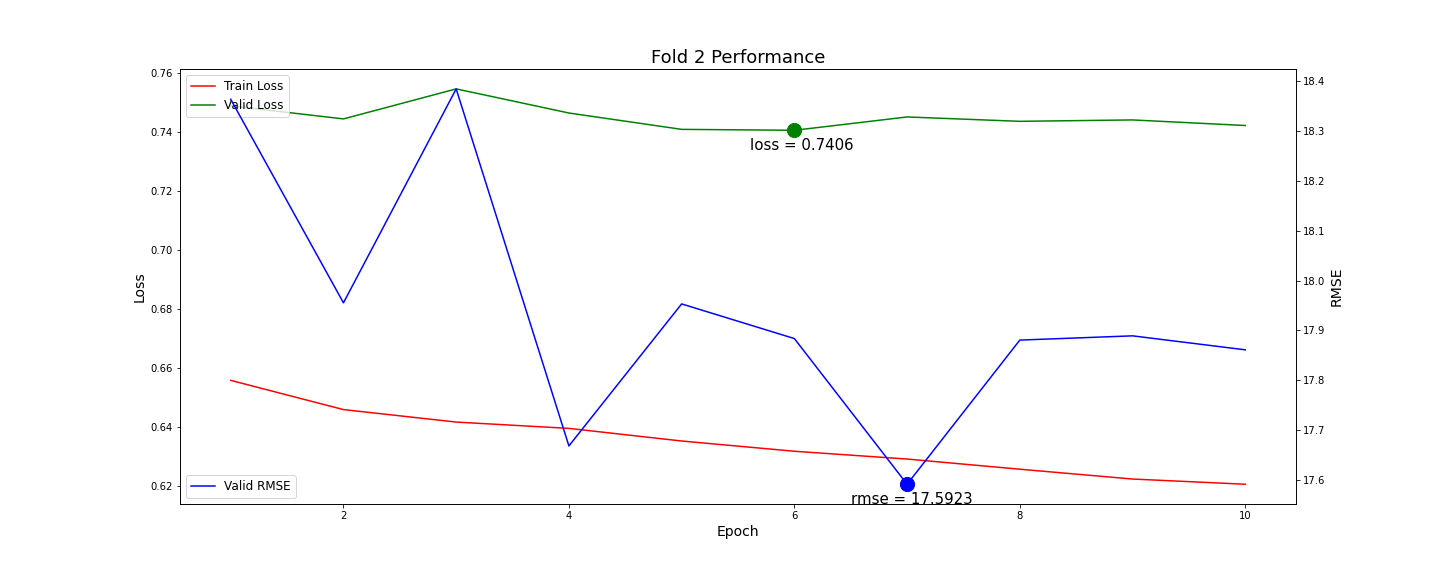 Fold 2 Performance
Train Loss
Valid Loss
Valid RMSE
loss = 0.7406
rmse = 17.5923
Loss
0.76
0.74
0.72
0.70
0.68
0.66
0.64
0.62
RMSE
18.4
18.3
18.2
18.1
18.0
17.9
17.8
17.7
17.6
2 4 6 8 10
Epoch